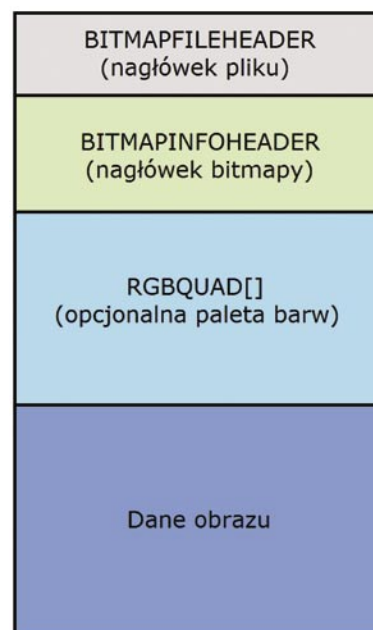 BITMAPFILEHEADER
(nagłówek pliku)
BITMAPINFOHEADER
(nagłówek bitmapy)
RGBQUAD[]
(opcjonalna paleta barw)
Dane obrazu